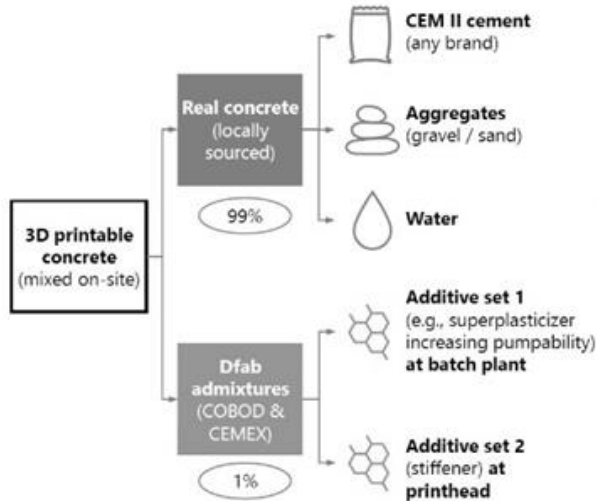 3D printable
concrete
(mixed on-site)
Real concrete
(locally
sourced)
99%
CEM II cement
(any brand)
Aggregates
(gravel / sand)
Water
Dfab
admixtures
(COBOD &
CEMEX)
1%
Additive set 1
(e.g., superplasticizer
increasing pumpability)
at batch plant
Additive set 2
(stiffener) at
printhead